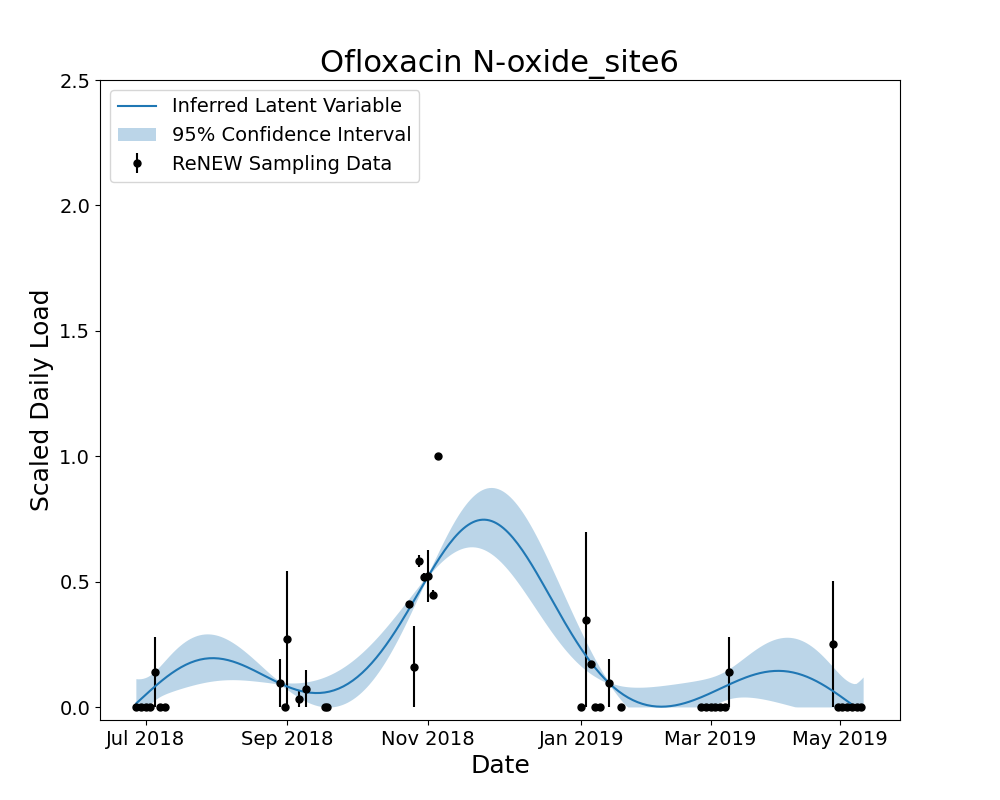 Ofloxacin N-oxide_site6
Inferred Latent Variable
95% Confidence Interval
ReNEW Sampling Data
2.5
2.0
1.5
1.0
0.5
0.0
Scaled Daily Load
Jul 2018 Sep 2018 Nov 2018 Jan 2019 Mar 2019 May 2019
Date